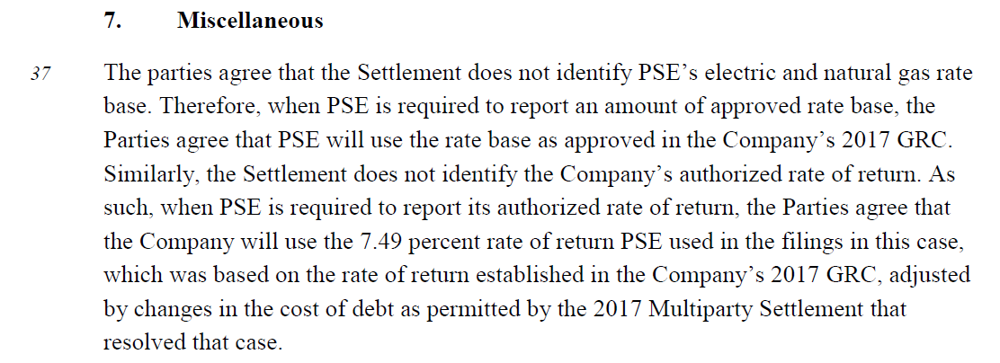 7. Miscellaneous
37 The parties agree that the Settlement does not identify PSE’s electric and natural gas rate
base. Therefore, when PSE is required to report an amount of approved rate base, the
Parties agree that PSE will use the rate base as approved in the Company’s 2017 GRC.
Similarly, the Settlement does not identify the Company’s authorized rate of return. As
such, when PSE is required to report its authorized rate of return, the Parties agree that
the Company will use the 7.49 percent rate of return PSE used in the filings in this case,
which was based on the rate of return established in the Company’s 2017 GRC, adjusted
by changes in the cost of debt as permitted by the 2017 Multiparty Settlement that
resolved that case.